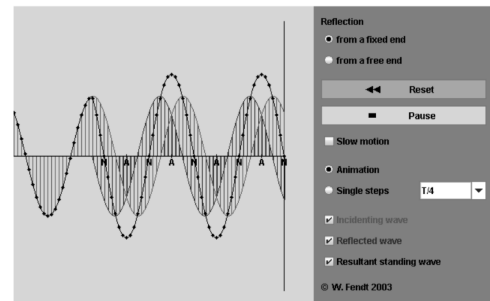 N A N A N A N A N
Reflection
from a fixed end
from a free end
Reset
Pause
Slow motion
Animation
Single steps T/4
Incidenting wave
Reflected wave
Resultant standing wave
© W. Fendt 2003